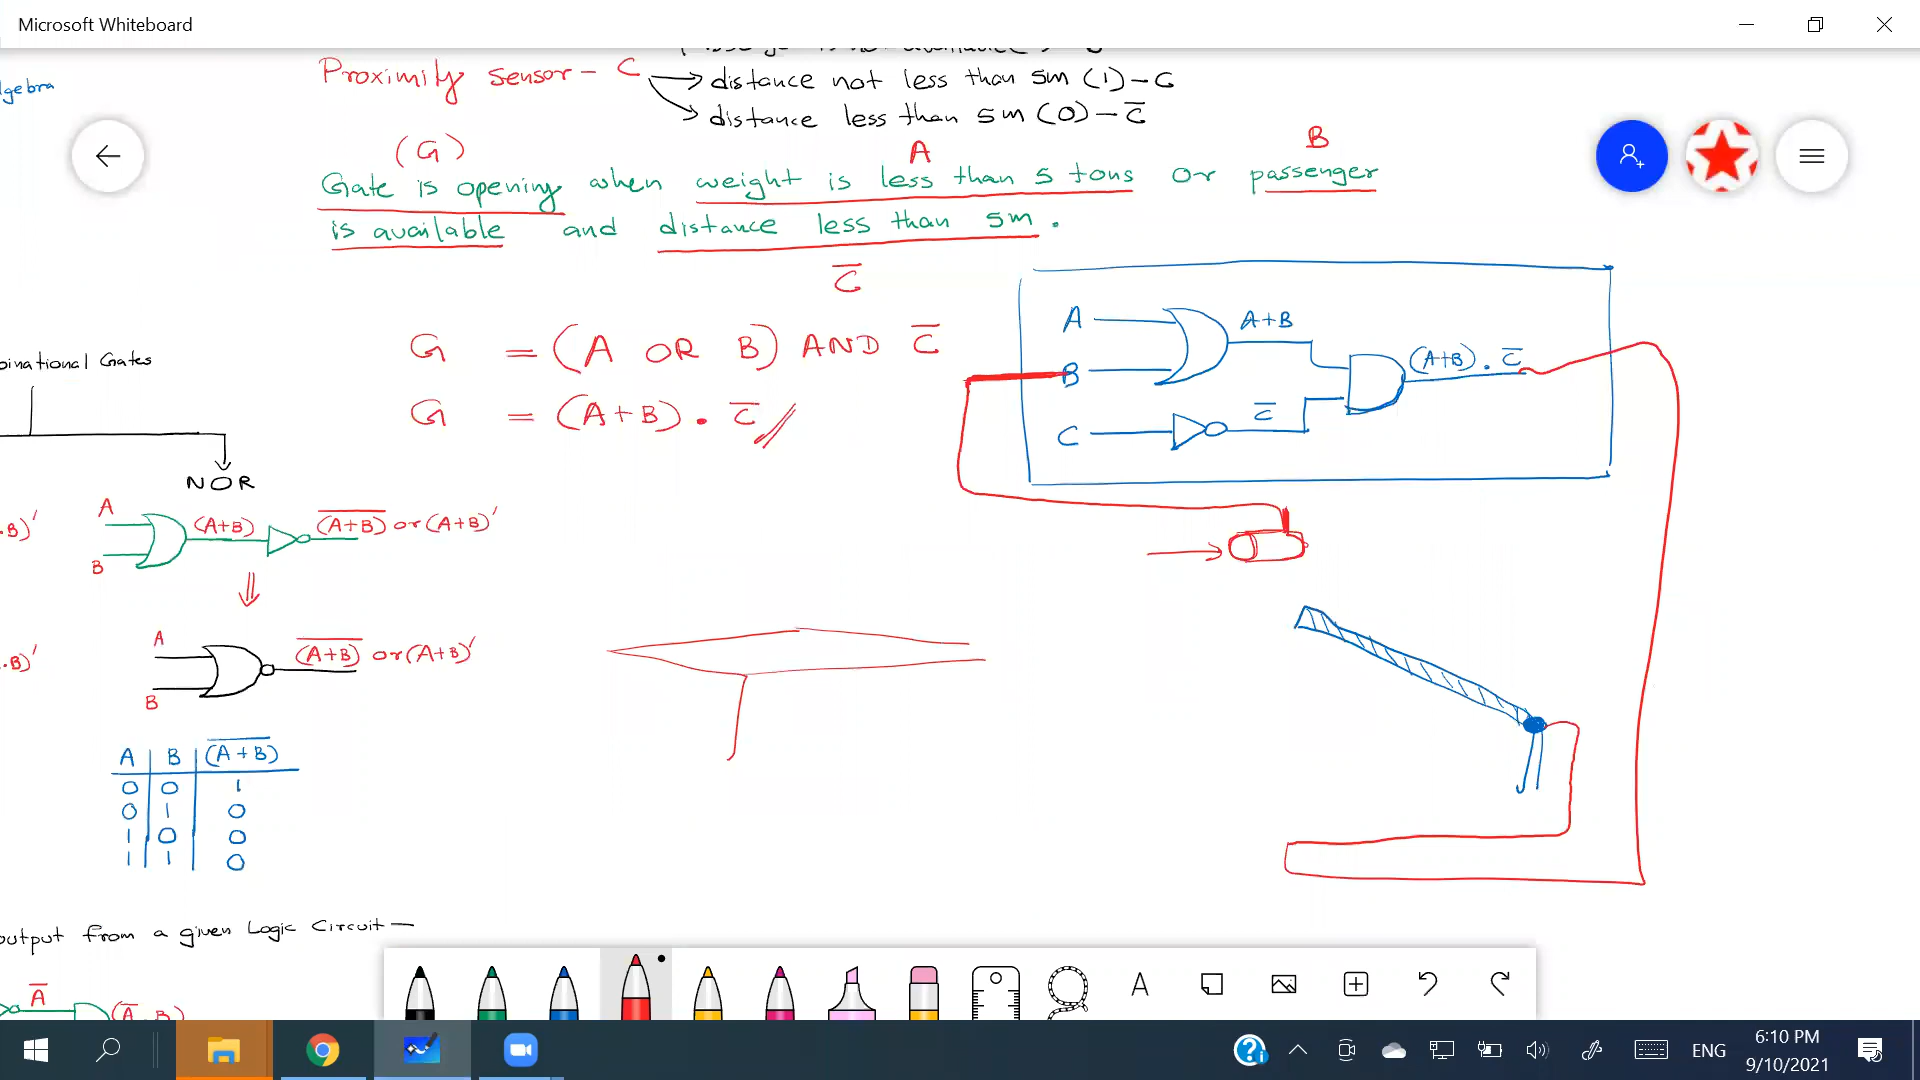 Microsoft Whiteboard
Proximity sensor - C
distance not less than 5m (1) - C
distance less than 5m (0) - C̅
(G)
A
B
Gate is opening when weight is less than 5 tons or passenger
is available and distance less than 5m.
C̅
G = (A OR B) AND C̅
G = (A+B) . C̅
A
A+B
B
(A+B) . C̅
C
C̅
Gates
NOR
A
(A+B)
(A+B)‾ or (A+B)'
B
A
(A+B)‾ or (A+B)'
B
A B (A+B)‾
0 0 1
0 1 0
1 0 0
1 1 0
output from a given Logic Circuit —
A̅
A
ENG
6:10 PM
9/10/2021